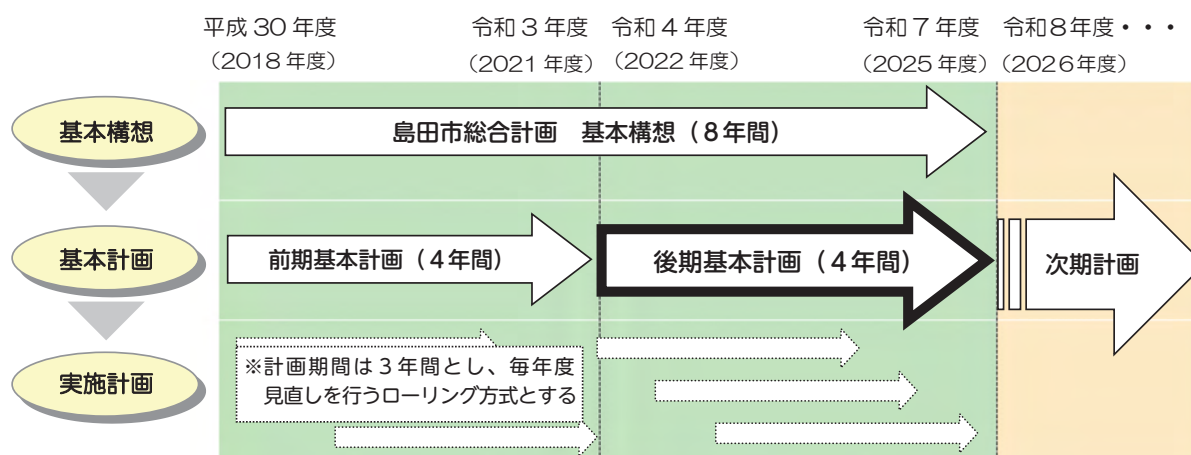 平成 30 年度
(2018 年度)
令和 3 年度
(2021 年度)
令和 4 年度
(2022 年度)
令和 7 年度
(2025 年度)
令和8年度・・・
(2026年度)
基本構想
島田市総合計画 基本構想(8年間)
基本計画
前期基本計画(4年間)
後期基本計画(4年間)
次期計画
実施計画
※計画期間は3年間とし、毎年度
見直しを行うローリング方式とする